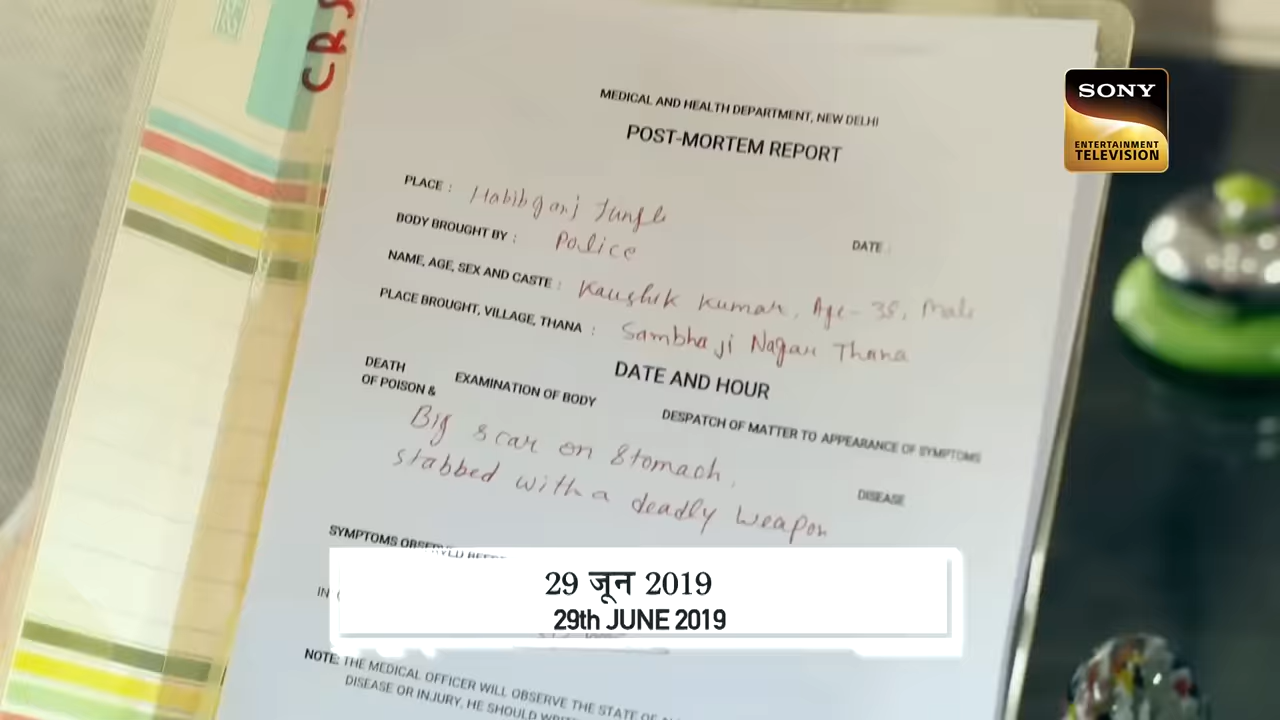 CRS
SONY
ENTERTAINMENT
TELEVISION
MEDICAL AND HEALTH DEPARTMENT, NEW DELHI
POST-MORTEM REPORT
PLACE : Habibganj Jungle
BODY BROUGHT BY : Police
DATE :
NAME, AGE, SEX AND CASTE : Kaushik Kumar, Age - 38, Male
PLACE BROUGHT, VILLAGE, THANA : Sambhaji Nagar Thana
DATE AND HOUR
DEATH
OF POISON & EXAMINATION OF BODY DESPATCH OF MATTER TO APPEARANCE OF SYMPTOMS
Big scar on Stomach,
DISEASE
stabbed with a deadly weapon
SYMPTOMS OBSERVED
29 जून 2019
29th JUNE 2019
IN
NOTE: THE MEDICAL OFFICER WILL OBSERVE THE STATE OF
DISEASE OR INJURY. HE SHOULD